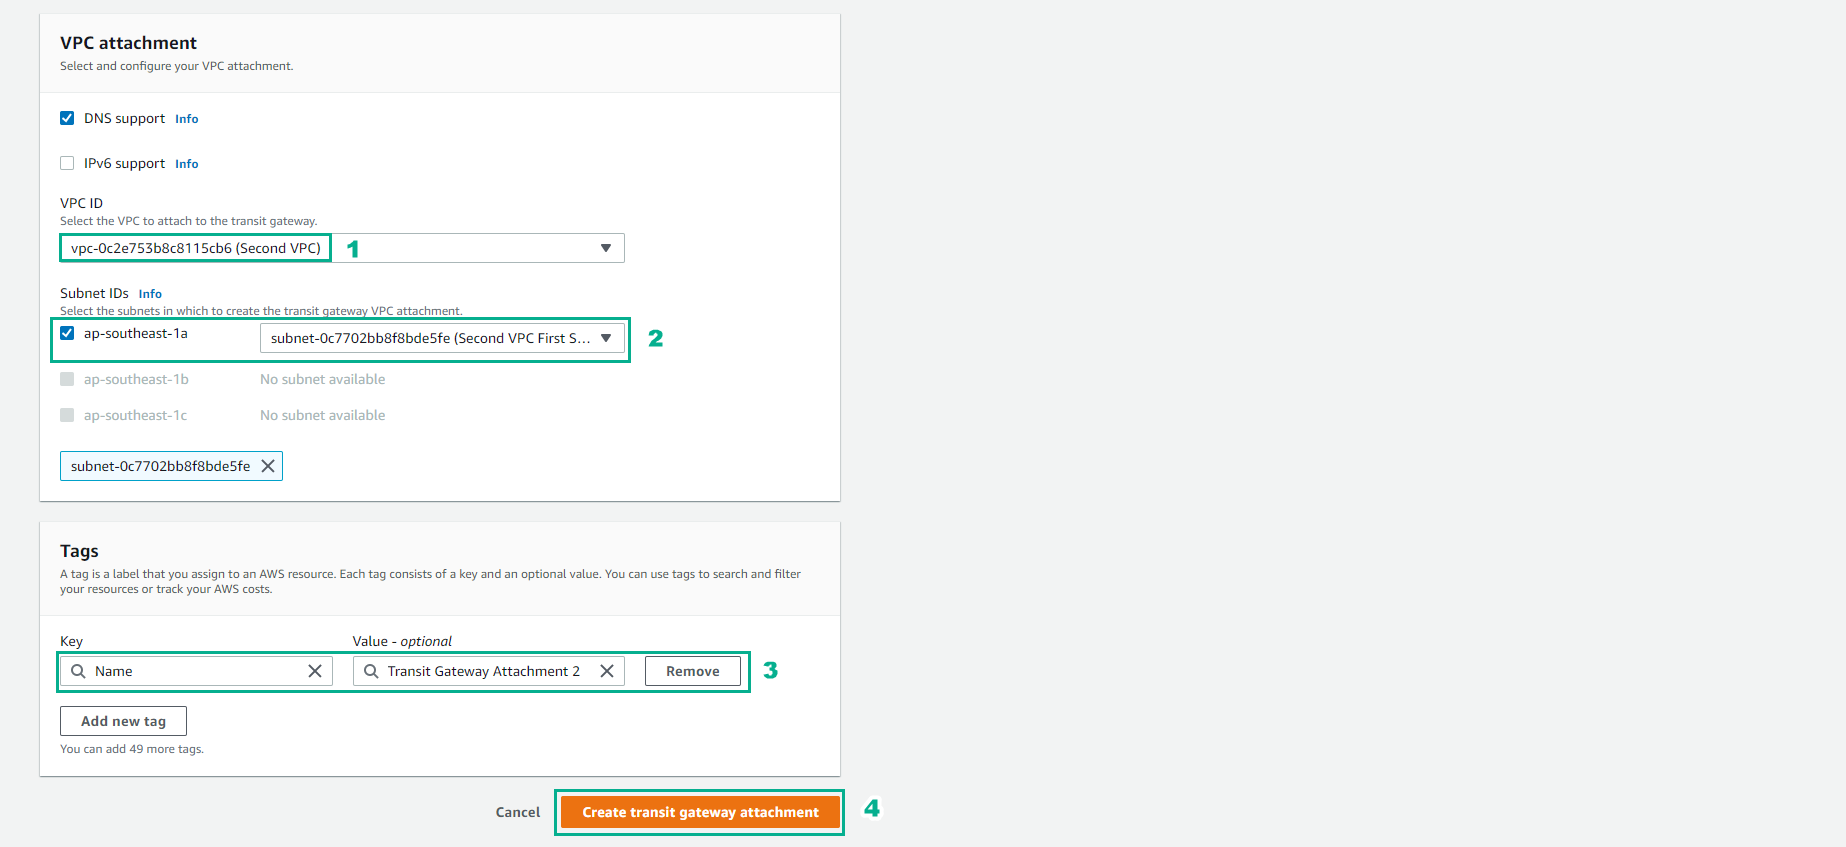 VPC attachment
Select and configure your VPC attachment.
DNS support Info
IPv6 support Info
VPC ID
Select the VPC to attach to the transit gateway.
vpc-0c2e753b8c8115cb6 (Second VPC) 1
Subnet IDs Info
Select the subnets in which to create the transit gateway VPC attachment.
ap-southeast-1a subnet-0c7702bb8f8bde5fe (Second VPC First S... 2
ap-southeast-1b No subnet available
ap-southeast-1c No subnet available
subnet-0c7702bb8f8bde5fe
Tags
A tag is a label that you assign to an AWS resource. Each tag consists of a key and an optional value. You can use tags to search and filter
your resources or track your AWS costs.
Key Value - optional
Name Transit Gateway Attachment 2 Remove 3
Add new tag
You can add 49 more tags.
Cancel Create transit gateway attachment 4